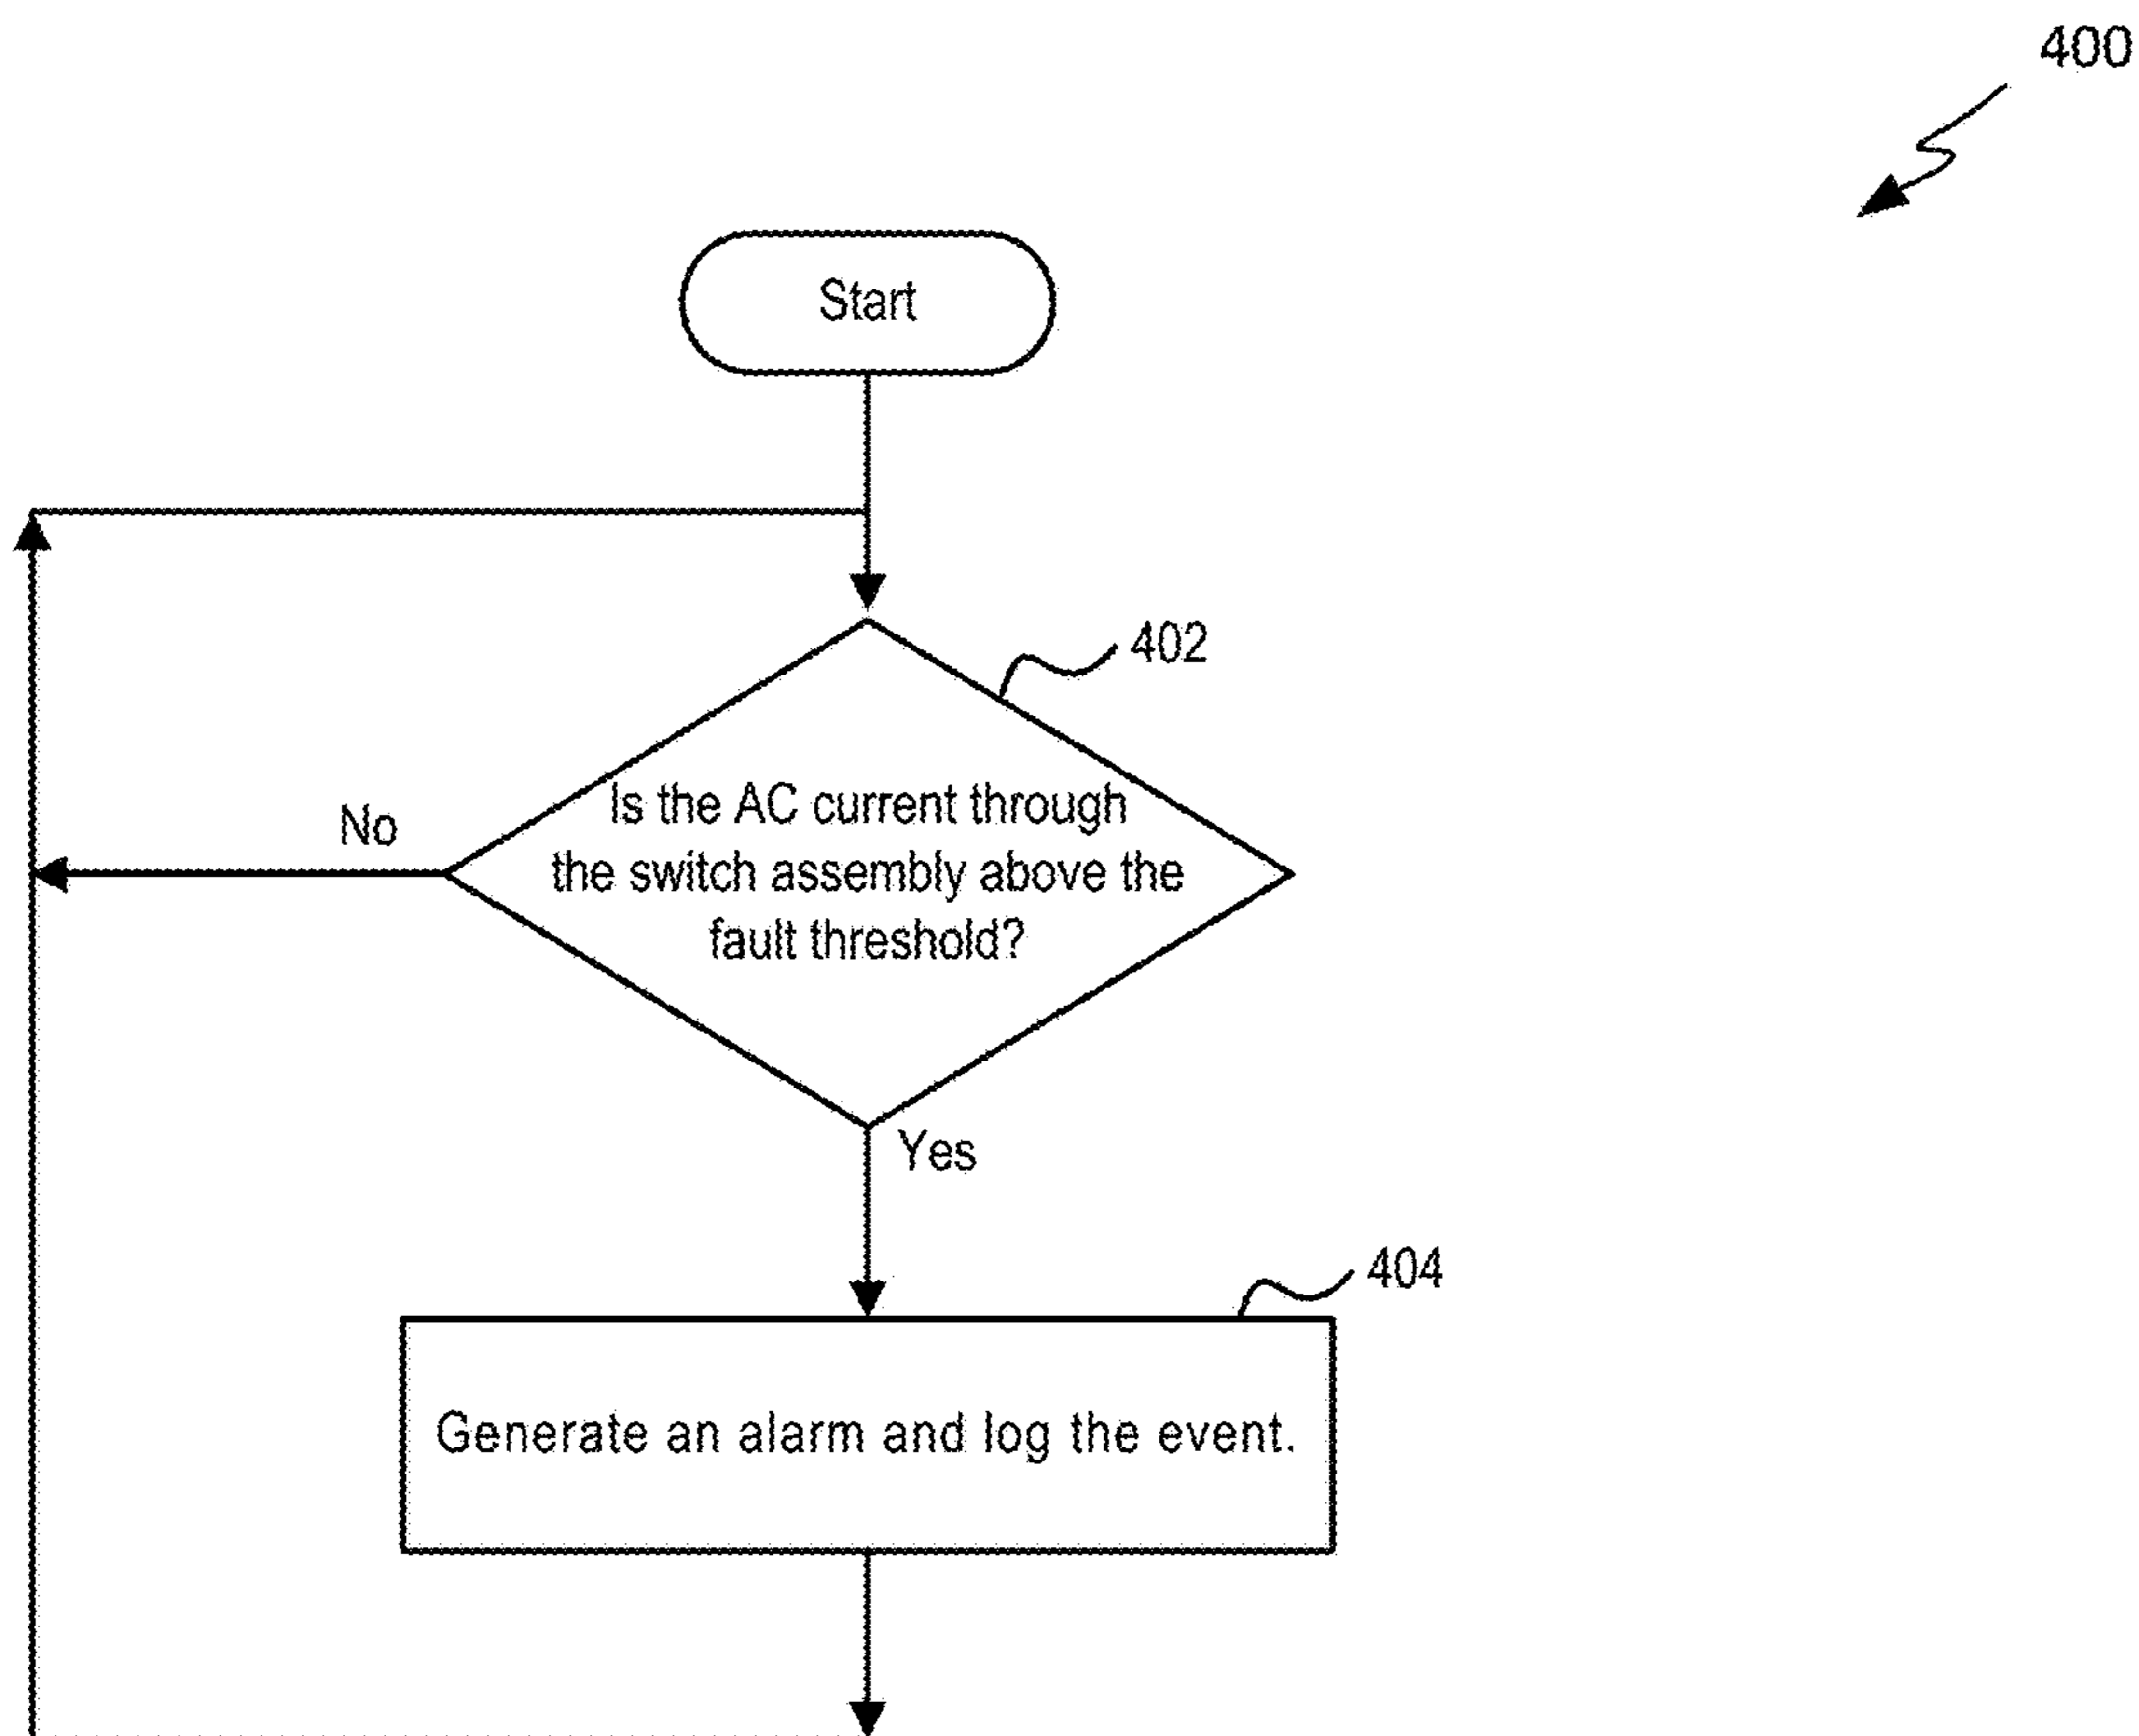 400
Start
402
Is the AC current through
the switch assembly above the
fault threshold?
No
Yes
404
Generate an alarm and log the event.